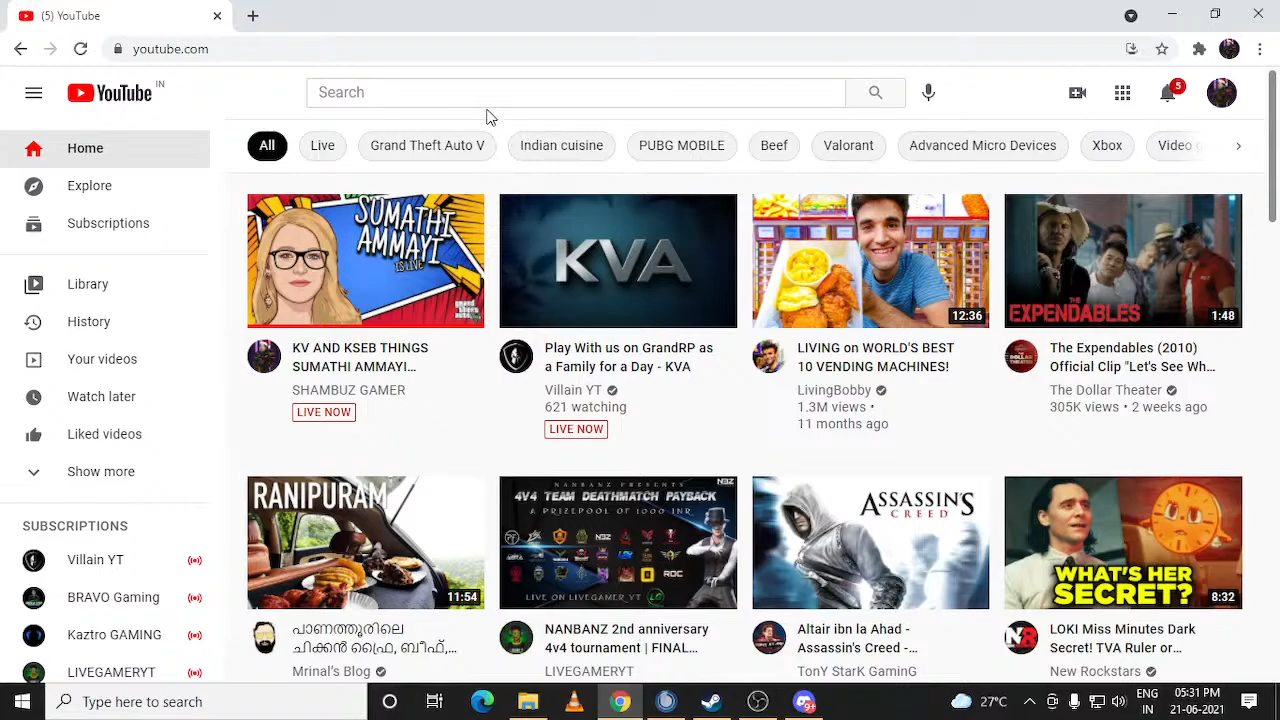 (5) YouTube
youtube.com
YouTube IN
Search
5
All
Live
Grand Theft Auto V
Indian cuisine
PUBG MOBILE
Beef
Valorant
Advanced Micro Devices
Xbox
Video g
Home
Explore
Subscriptions
Library
History
Your videos
Watch later
Liked videos
Show more
SUBSCRIPTIONS
Villain YT
BRAVO Gaming
Kaztro GAMING
LIVEGAMERYT
SUMATHI
AMMAYI
IS LIVE
KV AND KSEB THINGS
SUMATHI AMMAYI...
SHAMBUZ GAMER
LIVE NOW
KVA
Play With us on GrandRP as
a Family for a Day - KVA
Villain YT
621 watching
LIVE NOW
12:36
LIVING on WORLD'S BEST
10 VENDING MACHINES!
LivingBobby
1.3M views •
11 months ago
THE
EXPENDABLES
1:48
The Expendables (2010)
Official Clip "Let's See Wh...
The Dollar Theater
305K views • 2 weeks ago
RANIPURAM
11:54
പാണത്തൂരിലെ
ചിക്കൻ ഫ്രൈ, ബീഫ്,...
Mrinal's Blog
NANBANZ PRESENTS
4V4 TEAM DEATHMATCH PAYBACK
A PRIZEPOOL OF 1000 INR
ROC
LIVE ON LIVEGAMER YT
NANBANZ 2nd anniversary
4v4 tournament | FINAL...
LIVEGAMERYT
ASSASSIN'S
CREED
Altair ibn la Ahad -
Assassin's Creed -...
TonY StarK GaminG
WHAT'S HER
SECRET?
8:32
LOKI Miss Minutes Dark
Secret! TVA Ruler or...
New Rockstars
Type here to search
27°C
ENG
IN
05:31 PM
21-06-2021